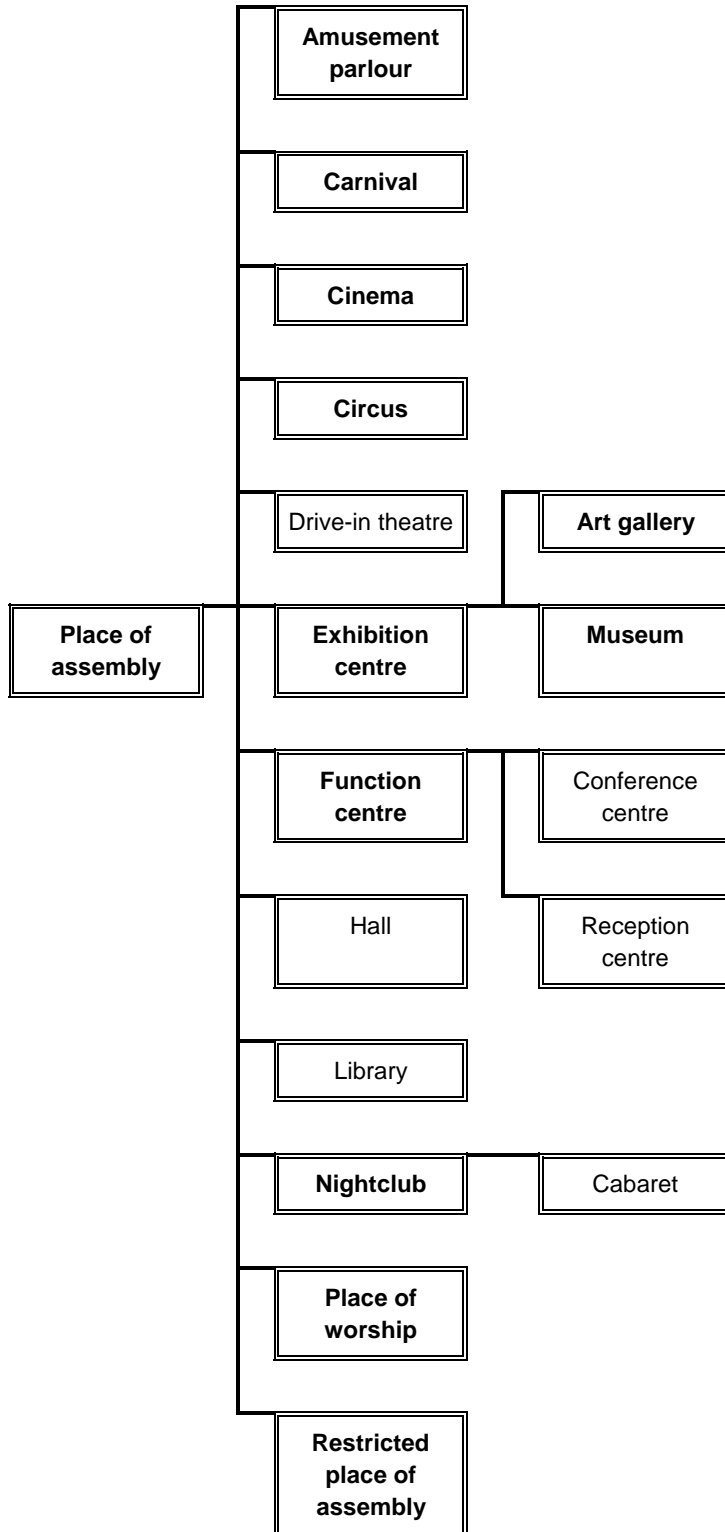 Amusement
parlour
Carnival
Cinema
Circus
Drive-in theatre
Art gallery
Place of
assembly
Exhibition
centre
Museum
Function
centre
Conference
centre
Hall
Reception
centre
Library
Nightclub
Cabaret
Place of
worship
Restricted
place of
assembly